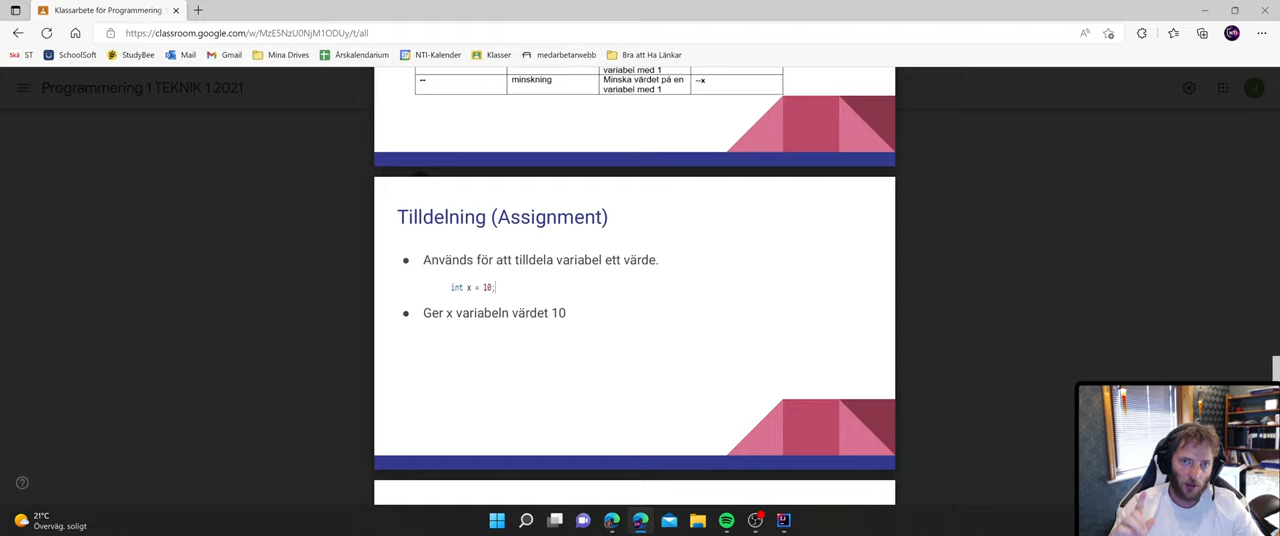 Klassarbete för Programmering
https://classroom.google.com/w/MzE5NzU0NjM1ODUy/t/all
Skå ST
SchoolSoft
StudyBee
Mail
Gmail
Mina Drives
Årskalendarium
NTI-Kalender
Klasser
medarbetarwebb
Bra att Ha Länkar
Programmering 1 TEKNIK 1 2021
J
variabel med 1
-- minskning Minska värdet på en --x
variabel med 1
Tilldelning (Assignment)
● Används för att tilldela variabel ett värde.
int x = 10;
● Ger x variabeln värdet 10
21°C
Överväg. soligt